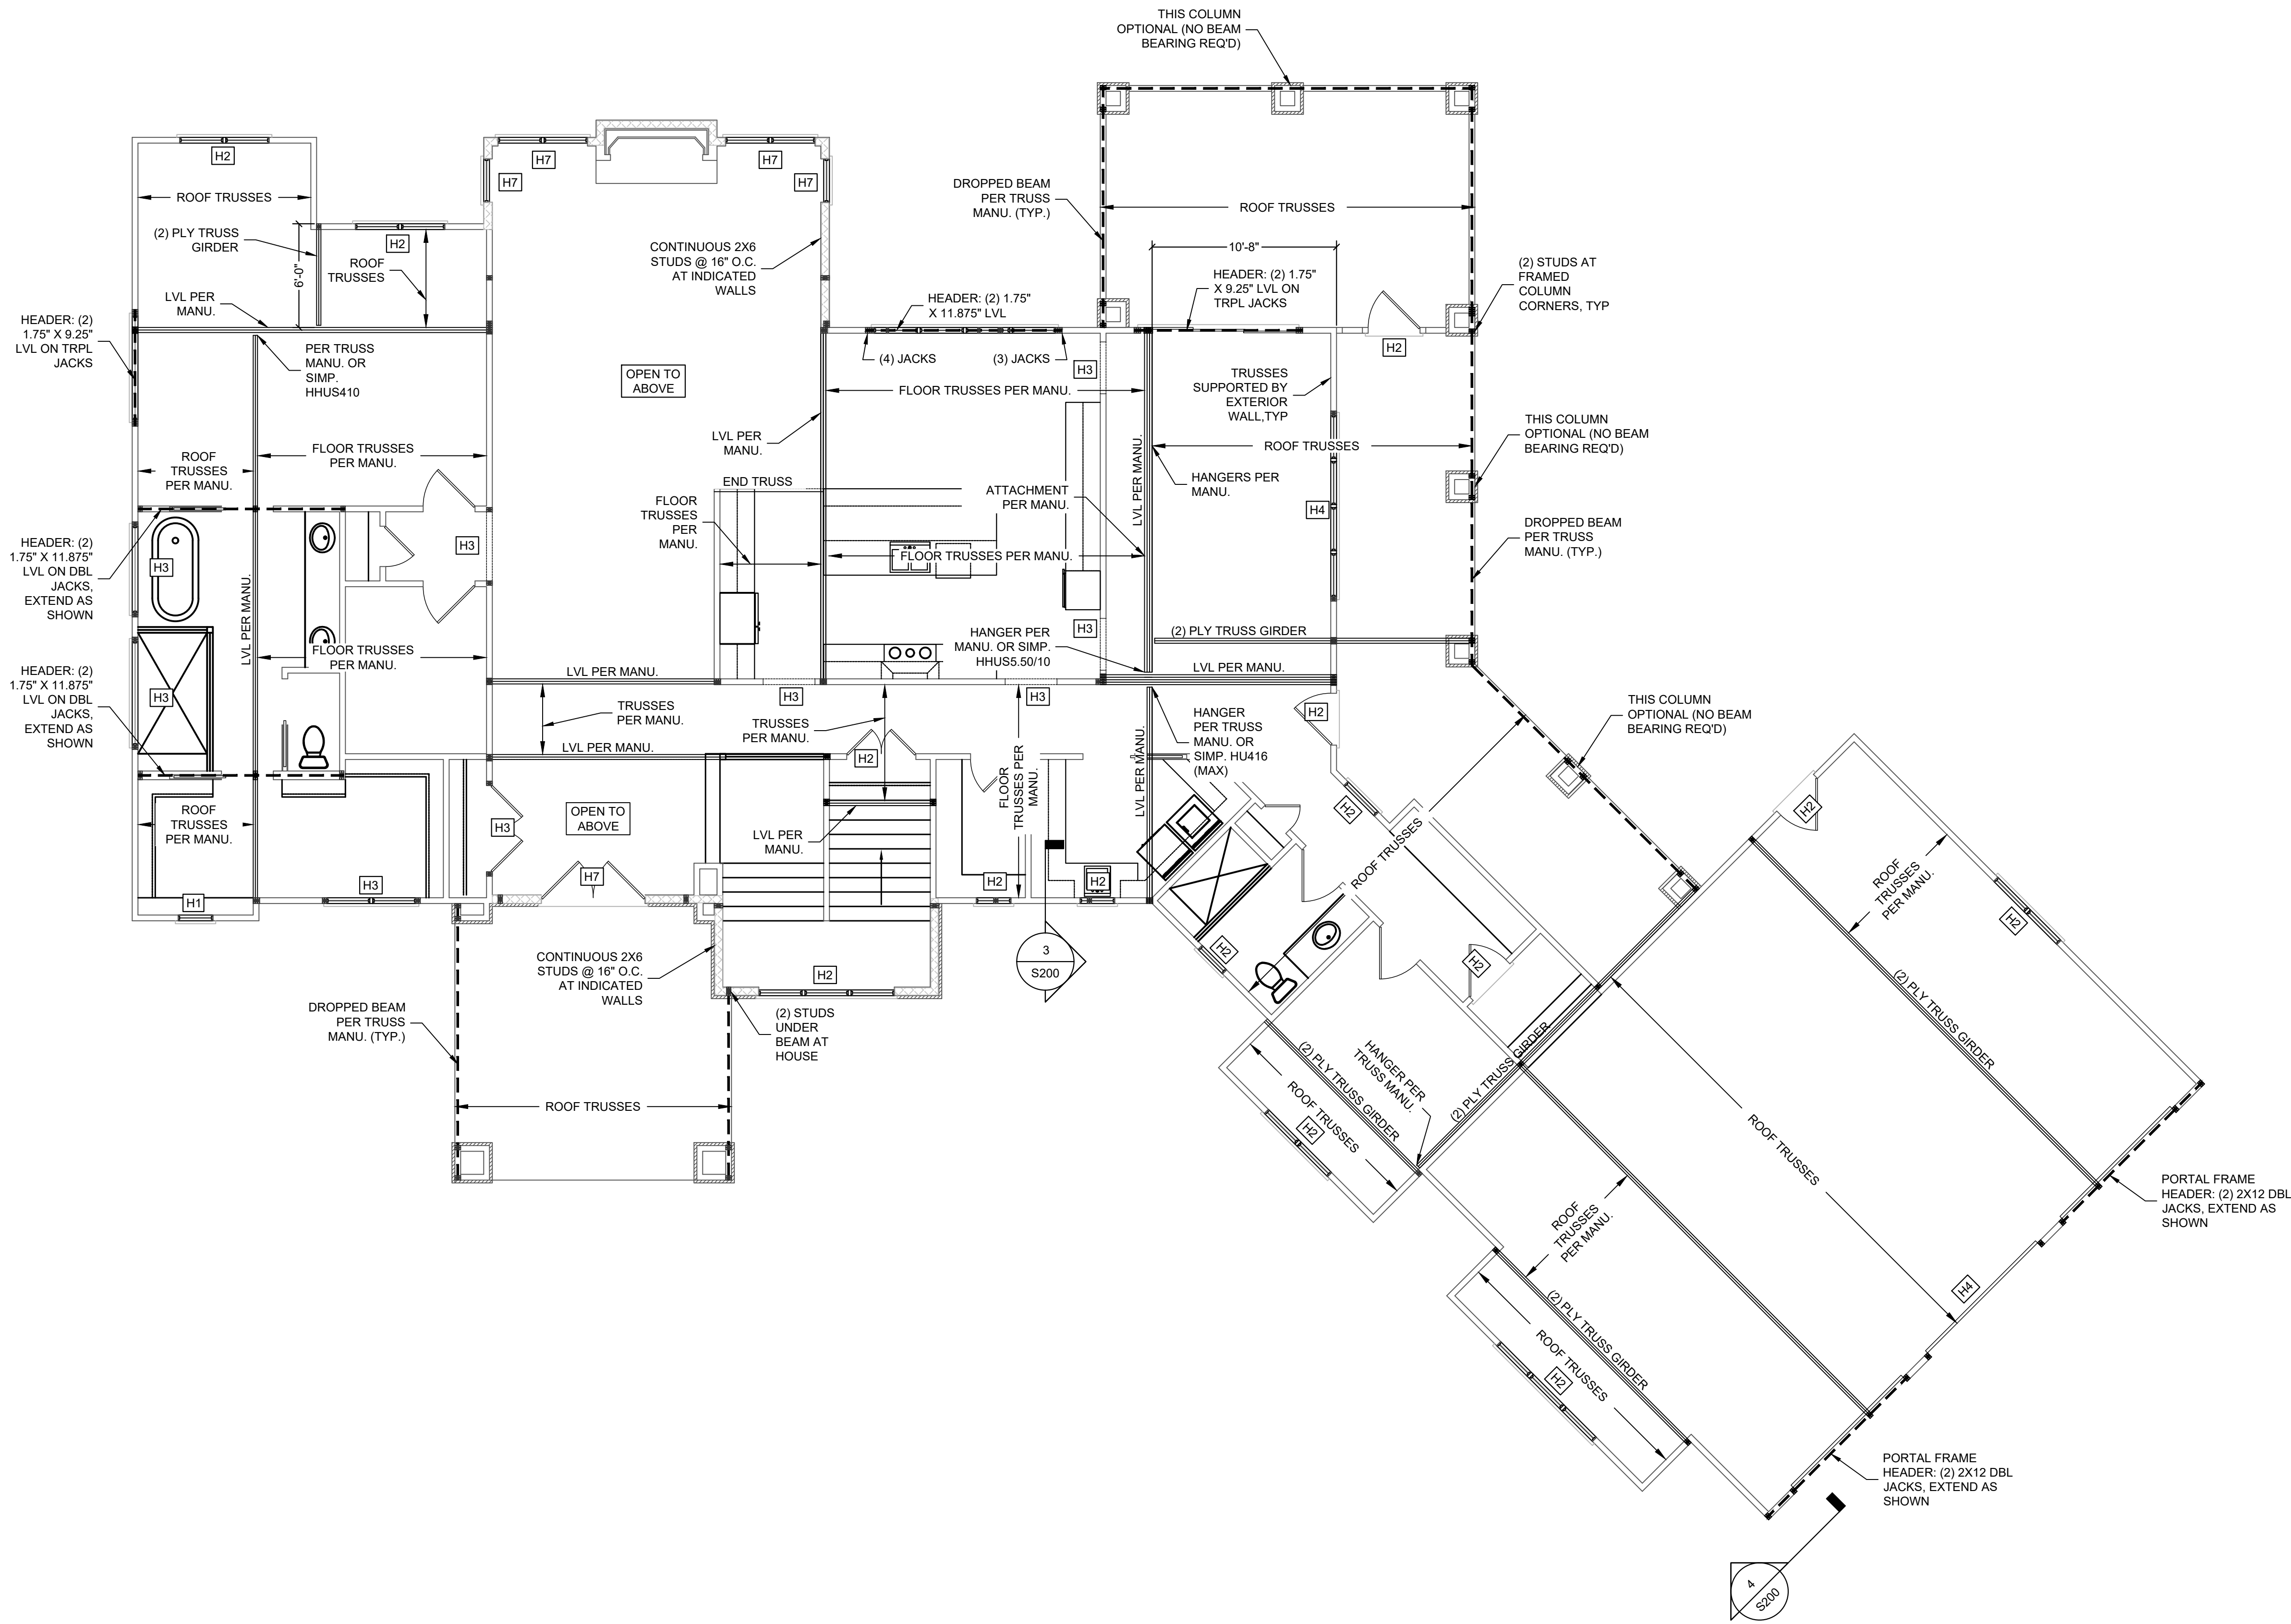 THIS COLUMN
OPTIONAL (NO BEAM
BEARING REQ'D)
H2
H7
H7
H7
H7
ROOF TRUSSES
(2) PLY TRUSS
GIRDER
H2
6'-0"
ROOF
TRUSSES
LVL PER
MANU.
HEADER: (2)
1.75" X 9.25"
LVL ON TRPL
JACKS
PER TRUSS
MANU. OR
SIMP.
HHUS410
CONTINUOUS 2X6
STUDS @ 16" O.C.
AT INDICATED
WALLS
OPEN TO
ABOVE
DROPPED BEAM
PER TRUSS
MANU. (TYP.)
ROOF TRUSSES
10'-8"
HEADER: (2) 1.75"
X 9.25" LVL ON
TRPL JACKS
HEADER: (2) 1.75"
X 11.875" LVL
(4) JACKS
(3) JACKS
H3
(2) STUDS AT
FRAMED
COLUMN
CORNERS, TYP
H2
FLOOR TRUSSES PER MANU.
TRUSSES
SUPPORTED BY
EXTERIOR
WALL,TYP
THIS COLUMN
OPTIONAL (NO BEAM
BEARING REQ'D)
ROOF TRUSSES
LVL PER
MANU.
LVL PER MANU.
HANGERS PER
MANU.
ROOF
TRUSSES
PER MANU.
FLOOR TRUSSES
PER MANU.
END TRUSS
FLOOR
TRUSSES
PER
MANU.
ATTACHMENT
PER MANU.
H4
DROPPED BEAM
PER TRUSS
MANU. (TYP.)
HEADER: (2)
1.75" X 11.875"
LVL ON DBL
JACKS,
EXTEND AS
SHOWN
H3
H3
FLOOR TRUSSES PER MANU.
LVL PER MANU.
FLOOR TRUSSES
PER MANU.
H3
HANGER PER
MANU. OR SIMP.
HHUS5.50/10
H3
(2) PLY TRUSS GIRDER
LVL PER MANU.
HEADER: (2)
1.75" X 11.875"
LVL ON DBL
JACKS,
EXTEND AS
SHOWN
LVL PER MANU.
H3
H3
TRUSSES
PER MANU.
TRUSSES
PER MANU.
LVL PER MANU.
H2
HANGER
PER TRUSS
MANU. OR
SIMP. HU416
(MAX)
H2
THIS COLUMN
OPTIONAL (NO BEAM
BEARING REQ'D)
FLOOR
TRUSSES PER
MANU.
LVL PER MANU.
H2
ROOF TRUSSES
ROOF
TRUSSES
PER MANU.
H3
OPEN TO
ABOVE
LVL PER
MANU.
H1
H3
H7
H2
H2
H2
H2
H2
ROOF
TRUSSES
PER MANU.
H2
(2) PLY TRUSS GIRDER
CONTINUOUS 2X6
STUDS @ 16" O.C.
AT INDICATED
WALLS
H2
3
S200
DROPPED BEAM
PER TRUSS
MANU. (TYP.)
(2) STUDS
UNDER
BEAM AT
HOUSE
ROOF TRUSSES
(2) PLY TRUSS GIRDER
ROOF TRUSSES
H2
HANGER PER
TRUSS MANU.
(2) PLY TRUSS GIRDER
ROOF TRUSSES
ROOF
TRUSSES
PER MANU.
PORTAL FRAME
HEADER: (2) 2X12 DBL
JACKS, EXTEND AS
SHOWN
H4
(2) PLY TRUSS GIRDER
ROOF TRUSSES
H2
PORTAL FRAME
HEADER: (2) 2X12 DBL
JACKS, EXTEND AS
SHOWN
4
S200